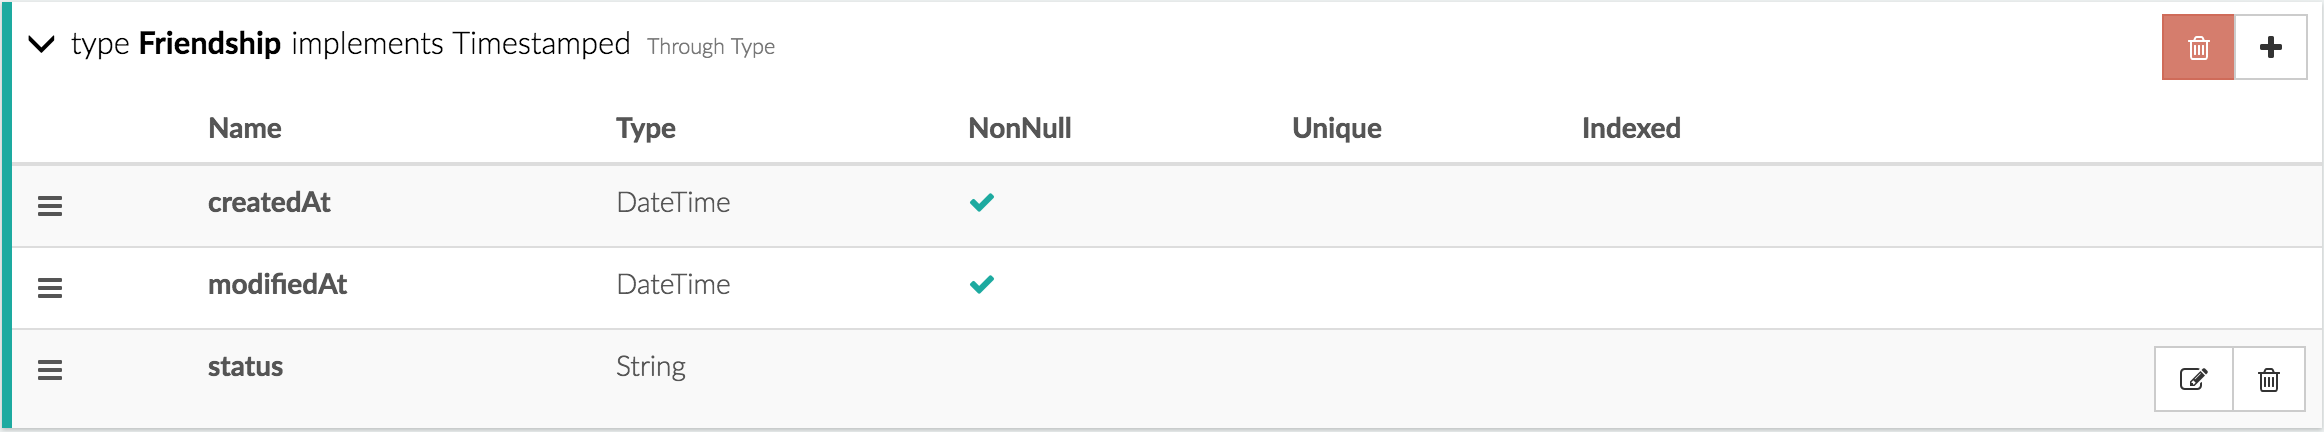 type Friendship implements Timestamped Through Type
Name Type NonNull Unique Indexed
createdAt DateTime
modifiedAt DateTime
status String